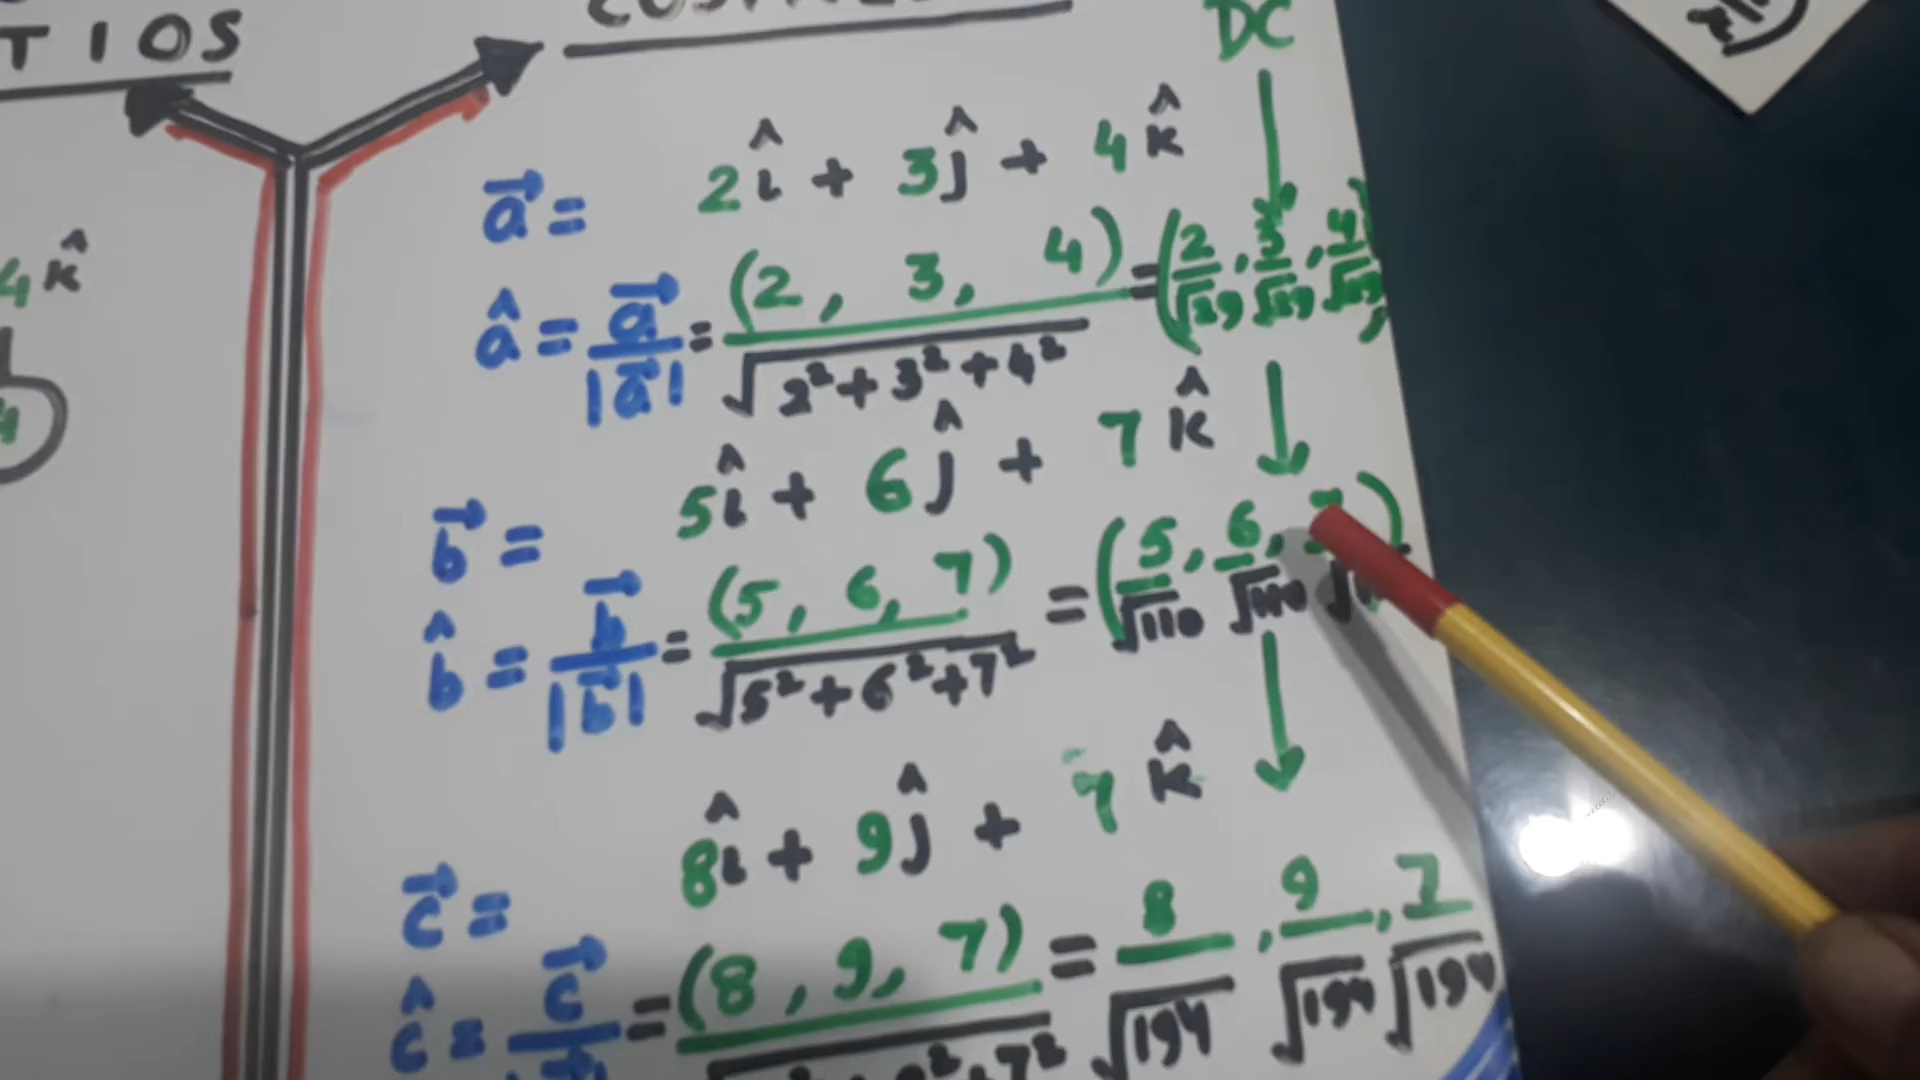 TIOS
DC
4k̂
4
a⃗ = 2î + 3ĵ + 4k̂
â = a⃗/|a⃗| = (2, 3, 4)/√2²+3²+4² = (2/√29, 3/√29, 4/√29)
b⃗ = 5î + 6ĵ + 7k̂
b̂ = b⃗/|b⃗| = (5, 6, 7)/√5²+6²+7² = (5/√110, 6/√110,
c⃗ = 8î + 9ĵ + 7k̂
ĉ = c⃗ = (8, 9, 7) = 8/√194, 9/√194, 7/√194